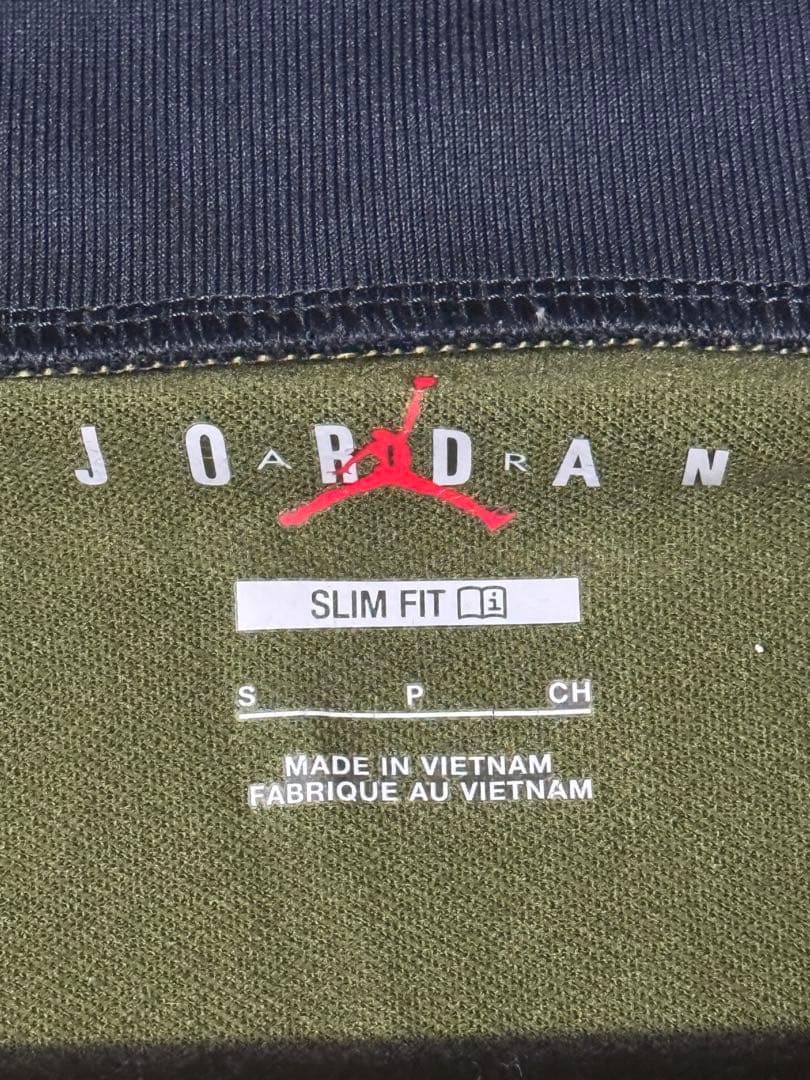 JORDAN
AIR
SLIM FIT
S P CH
MADE IN VIETNAM
FABRIQUE AU VIETNAM